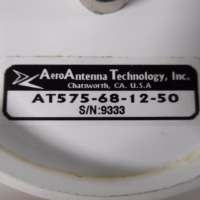 AeroAntenna Technology, Inc.
Chatsworth, CA. U.S.A
AT575-68-12-50
S/N:9333